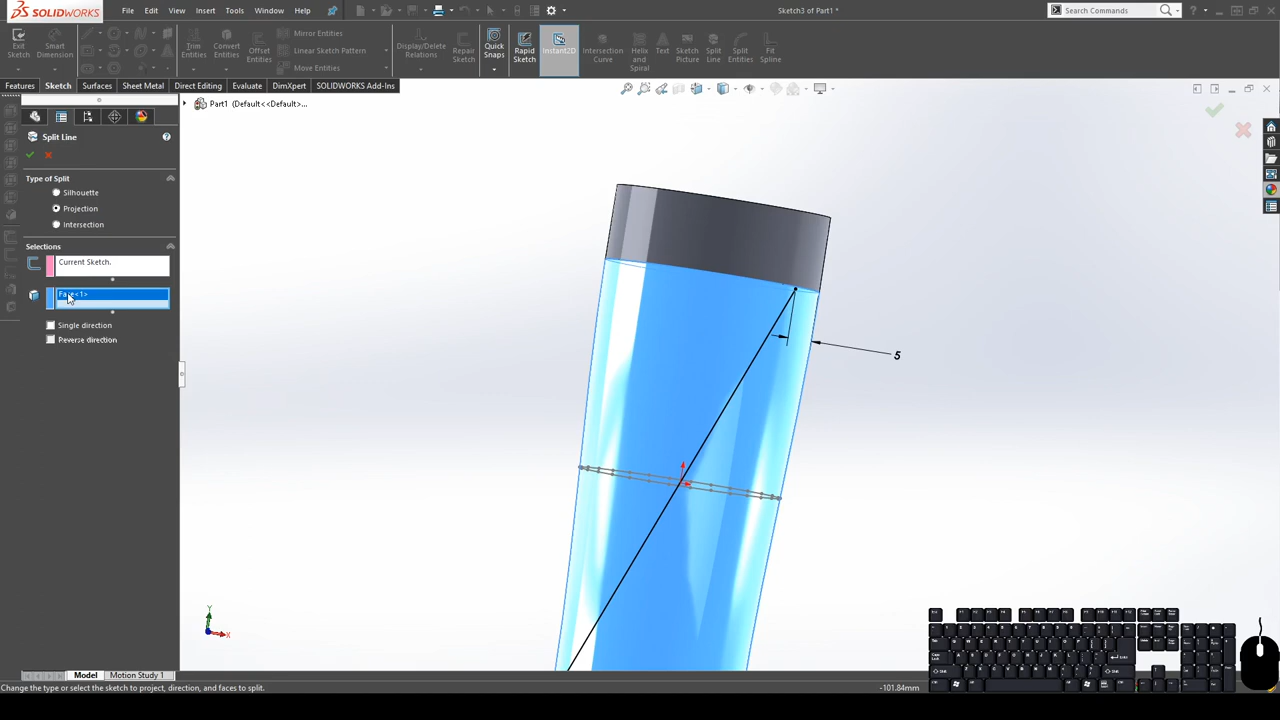 SOLIDWORKS
File Edit View Insert Tools Window Help
Sketch3 of Part1 *
Search Commands
Exit Sketch
Smart Dimension
Trim Entities
Convert Entities
Offset Entities
Mirror Entities
Linear Sketch Pattern
Move Entities
Display/Delete Relations
Repair Sketch
Quick Snaps
Rapid Sketch
Instant2D
Intersection Curve
Helix and Spiral
Text
Sketch Picture
Split Line
Split Entities
Fit Spline
Features Sketch Surfaces Sheet Metal Direct Editing Evaluate DimXpert SOLIDWORKS Add-Ins
Part1 (Default<<Default>...
Split Line
Type of Split
Silhouette
Projection
Intersection
Selections
Current Sketch.
Face<1>
Single direction
Reverse direction
5
Y
X
Model Motion Study 1
Change the type or select the sketch to project, direction, and faces to split.
-101.84mm